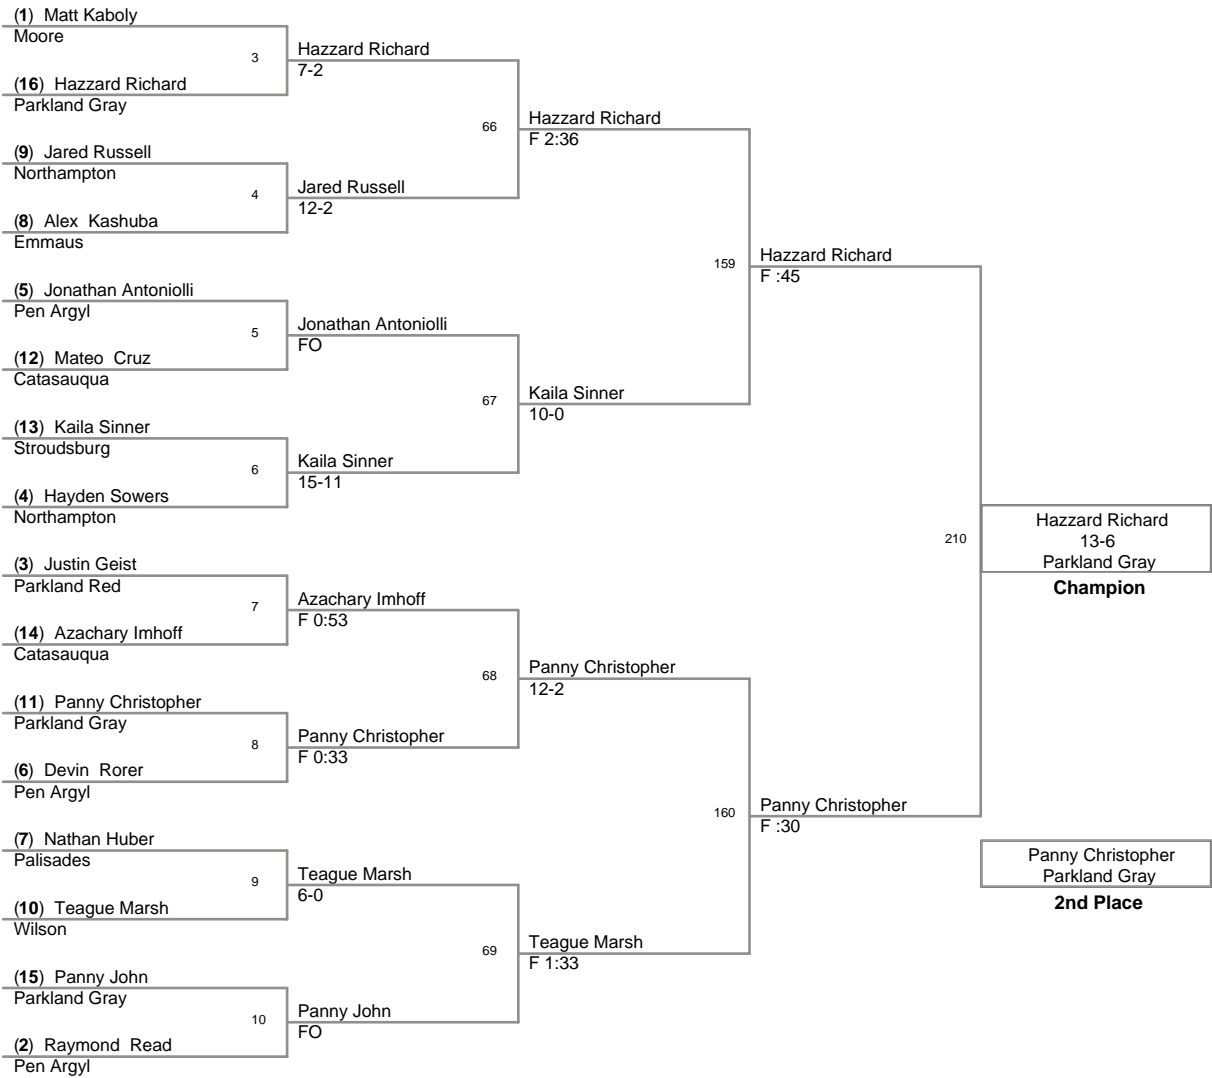 (1) Matt Kaboly
Moore
3
(16) Hazzard Richard
Parkland Gray
Hazzard Richard
7-2
(9) Jared Russell
Northampton
4
(8) Alex Kashuba
Emmaus
Jared Russell
12-2
66
Hazzard Richard
F 2:36
(5) Jonathan Antoniolli
Pen Argyl
5
(12) Mateo Cruz
Catasauqua
Jonathan Antoniolli
FO
(13) Kaila Sinner
Stroudsburg
6
(4) Hayden Sowers
Northampton
Kaila Sinner
15-11
67
Kaila Sinner
10-0
159
Hazzard Richard
F :45
(3) Justin Geist
Parkland Red
7
(14) Azachary Imhoff
Catasauqua
Azachary Imhoff
F 0:53
(11) Panny Christopher
Parkland Gray
8
(6) Devin Rorer
Pen Argyl
Panny Christopher
F 0:33
68
Panny Christopher
12-2
(7) Nathan Huber
Palisades
9
(10) Teague Marsh
Wilson
Teague Marsh
6-0
(15) Panny John
Parkland Gray
10
(2) Raymond Read
Pen Argyl
Panny John
FO
69
Teague Marsh
F 1:33
160
Panny Christopher
F :30
210
Hazzard Richard
13-6
Parkland Gray
Champion
Panny Christopher
Parkland Gray
2nd Place